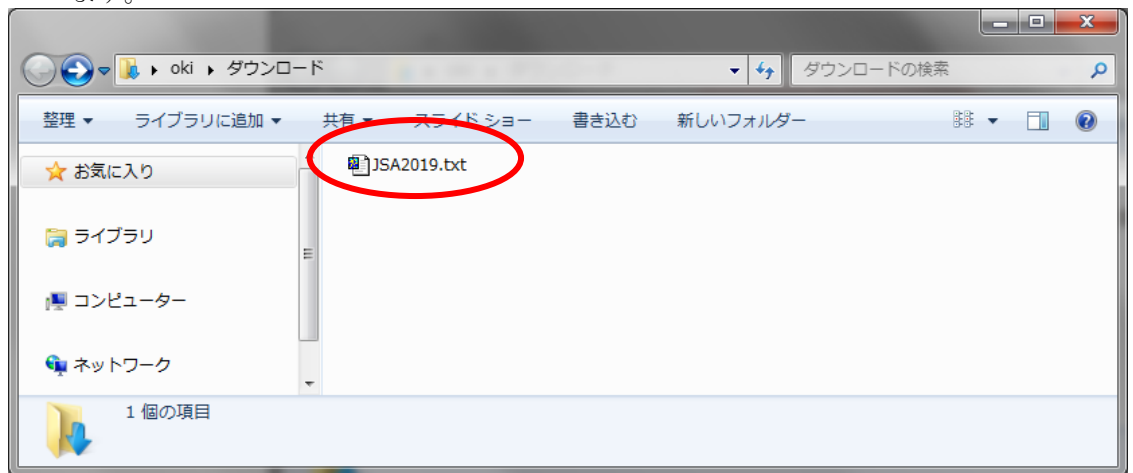 oki ▸ ダウンロード ダウンロードの検索
整理 ライブラリに追加 共有 スライド ショー 書き込む 新しいフォルダー
お気に入り
JSA2019.txt
ライブラリ
コンピューター
ネットワーク
1 個の項目